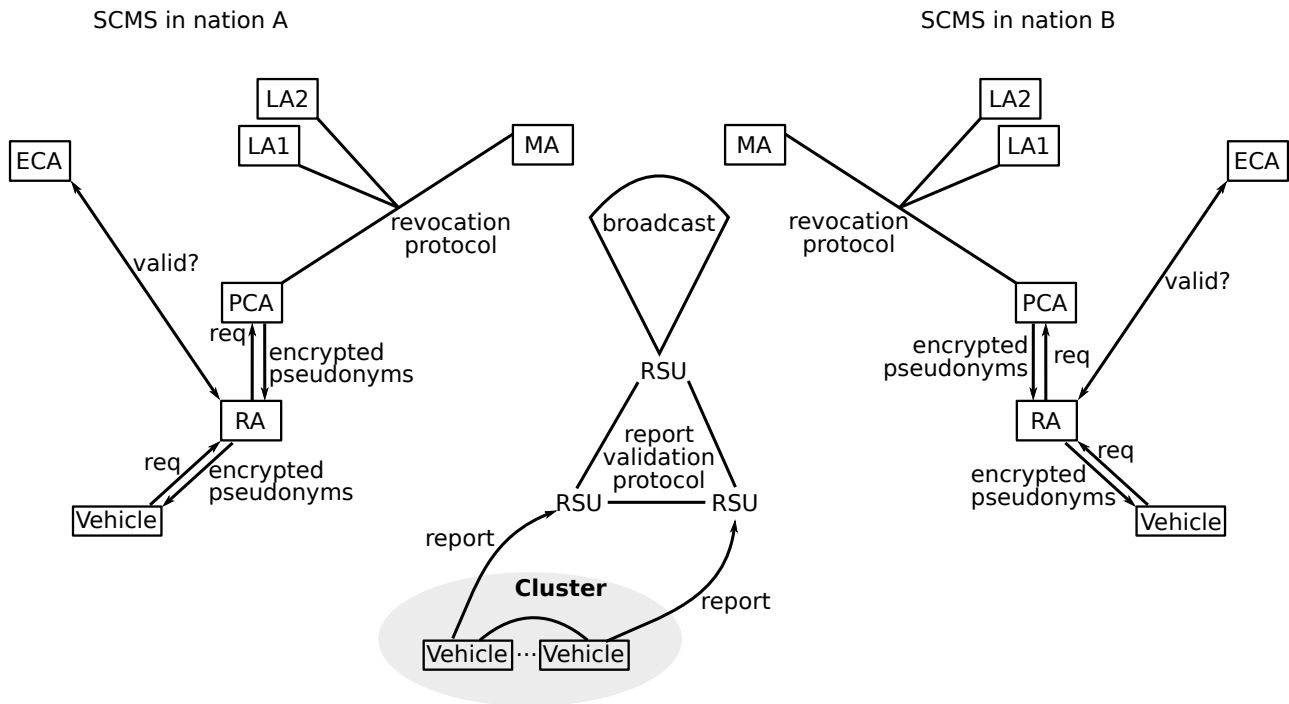 SCMS in nation A
SCMS in nation B
LA2
LA1
MA
ECA
revocation
protocol
valid?
PCA
req
encrypted
pseudonyms
RA
req
encrypted
pseudonyms
Vehicle
broadcast
RSU
report
validation
protocol
RSU
RSU
report
report
Cluster
Vehicle
...
Vehicle
LA2
LA1
MA
ECA
revocation
protocol
valid?
PCA
encrypted
pseudonyms
req
RA
req
encrypted
pseudonyms
Vehicle